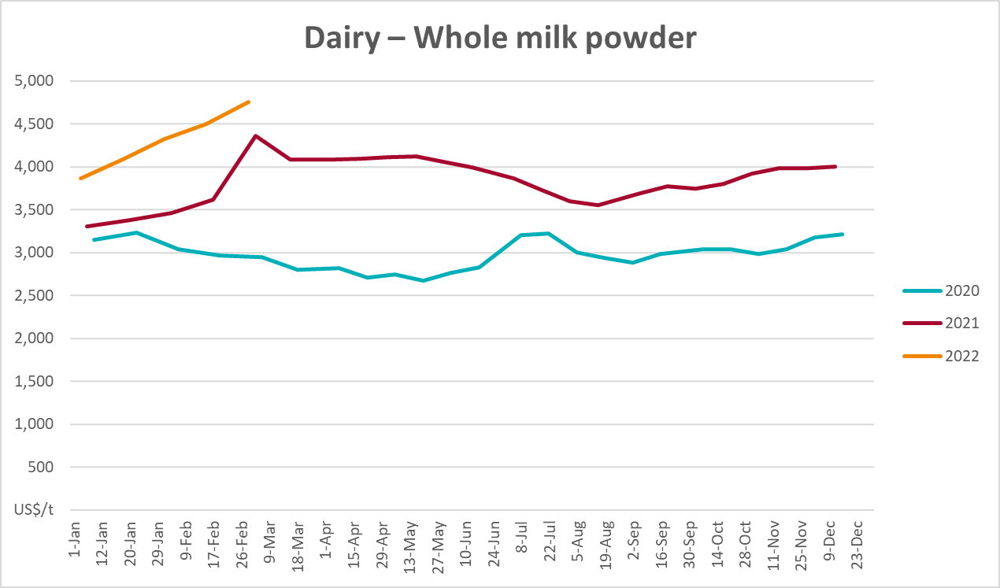 Dairy – Whole milk powder
5,000
4,500
4,000
3,500
3,000
2,500
2,000
1,500
1,000
500
US$/t
1-Jan
12-Jan
20-Jan
29-Jan
9-Feb
17-Feb
26-Feb
9-Mar
18-Mar
1-Apr
15-Apr
29-Apr
13-May
27-May
10-Jun
24-Jun
8-Jul
22-Jul
5-Aug
19-Aug
2-Sep
16-Sep
30-Sep
14-Oct
28-Oct
11-Nov
25-Nov
9-Dec
23-Dec
2020
2021
2022